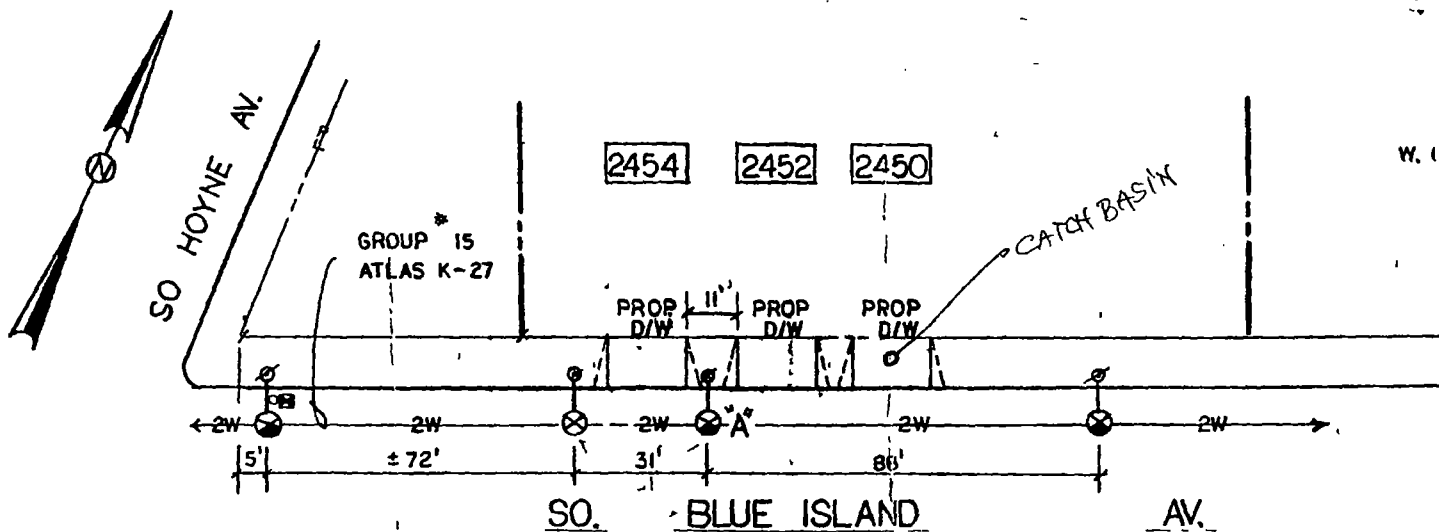 N
SO HOYNE AV.
2454
2452
2450
W.
CATCH BASIN
GROUP # 15
ATLAS K-27
PROP
D/W
11'
PROP
D/W
PROP
D/W
2W
2W
2W
"A"
2W
2W
5'
±72'
31'
SO. BLUE ISLAND AV.